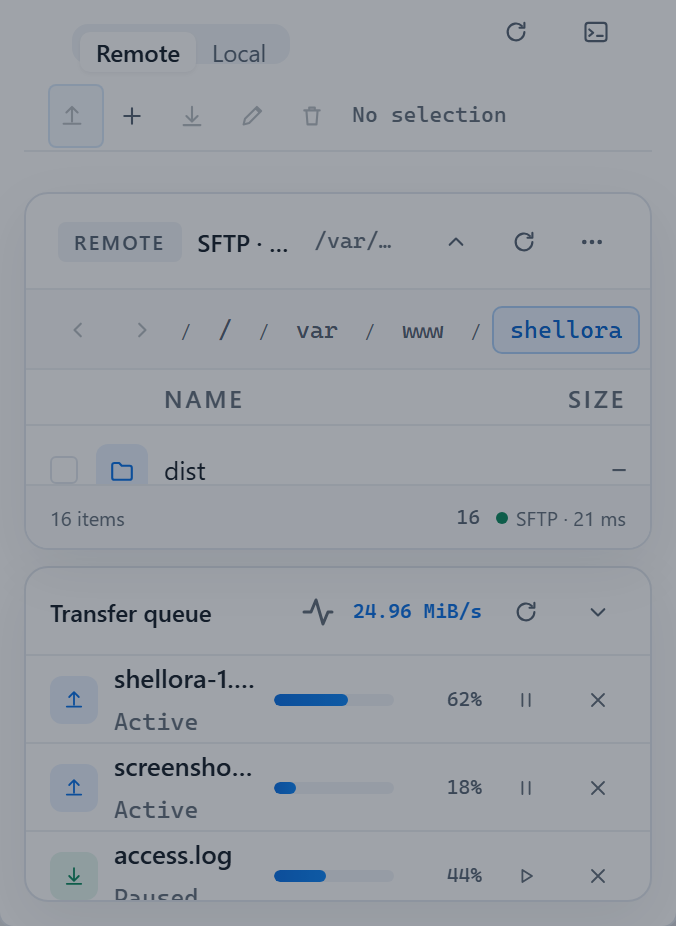 Remote Local
No selection
REMOTE SFTP · ... /var/…
/ / / var / www / shellora
NAME SIZE
dist —
16 items 16 SFTP · 21 ms
Transfer queue 24.96 MiB/s
shellora-1....
Active
62%
screensho...
Active
18%
access.log
Paused
44%